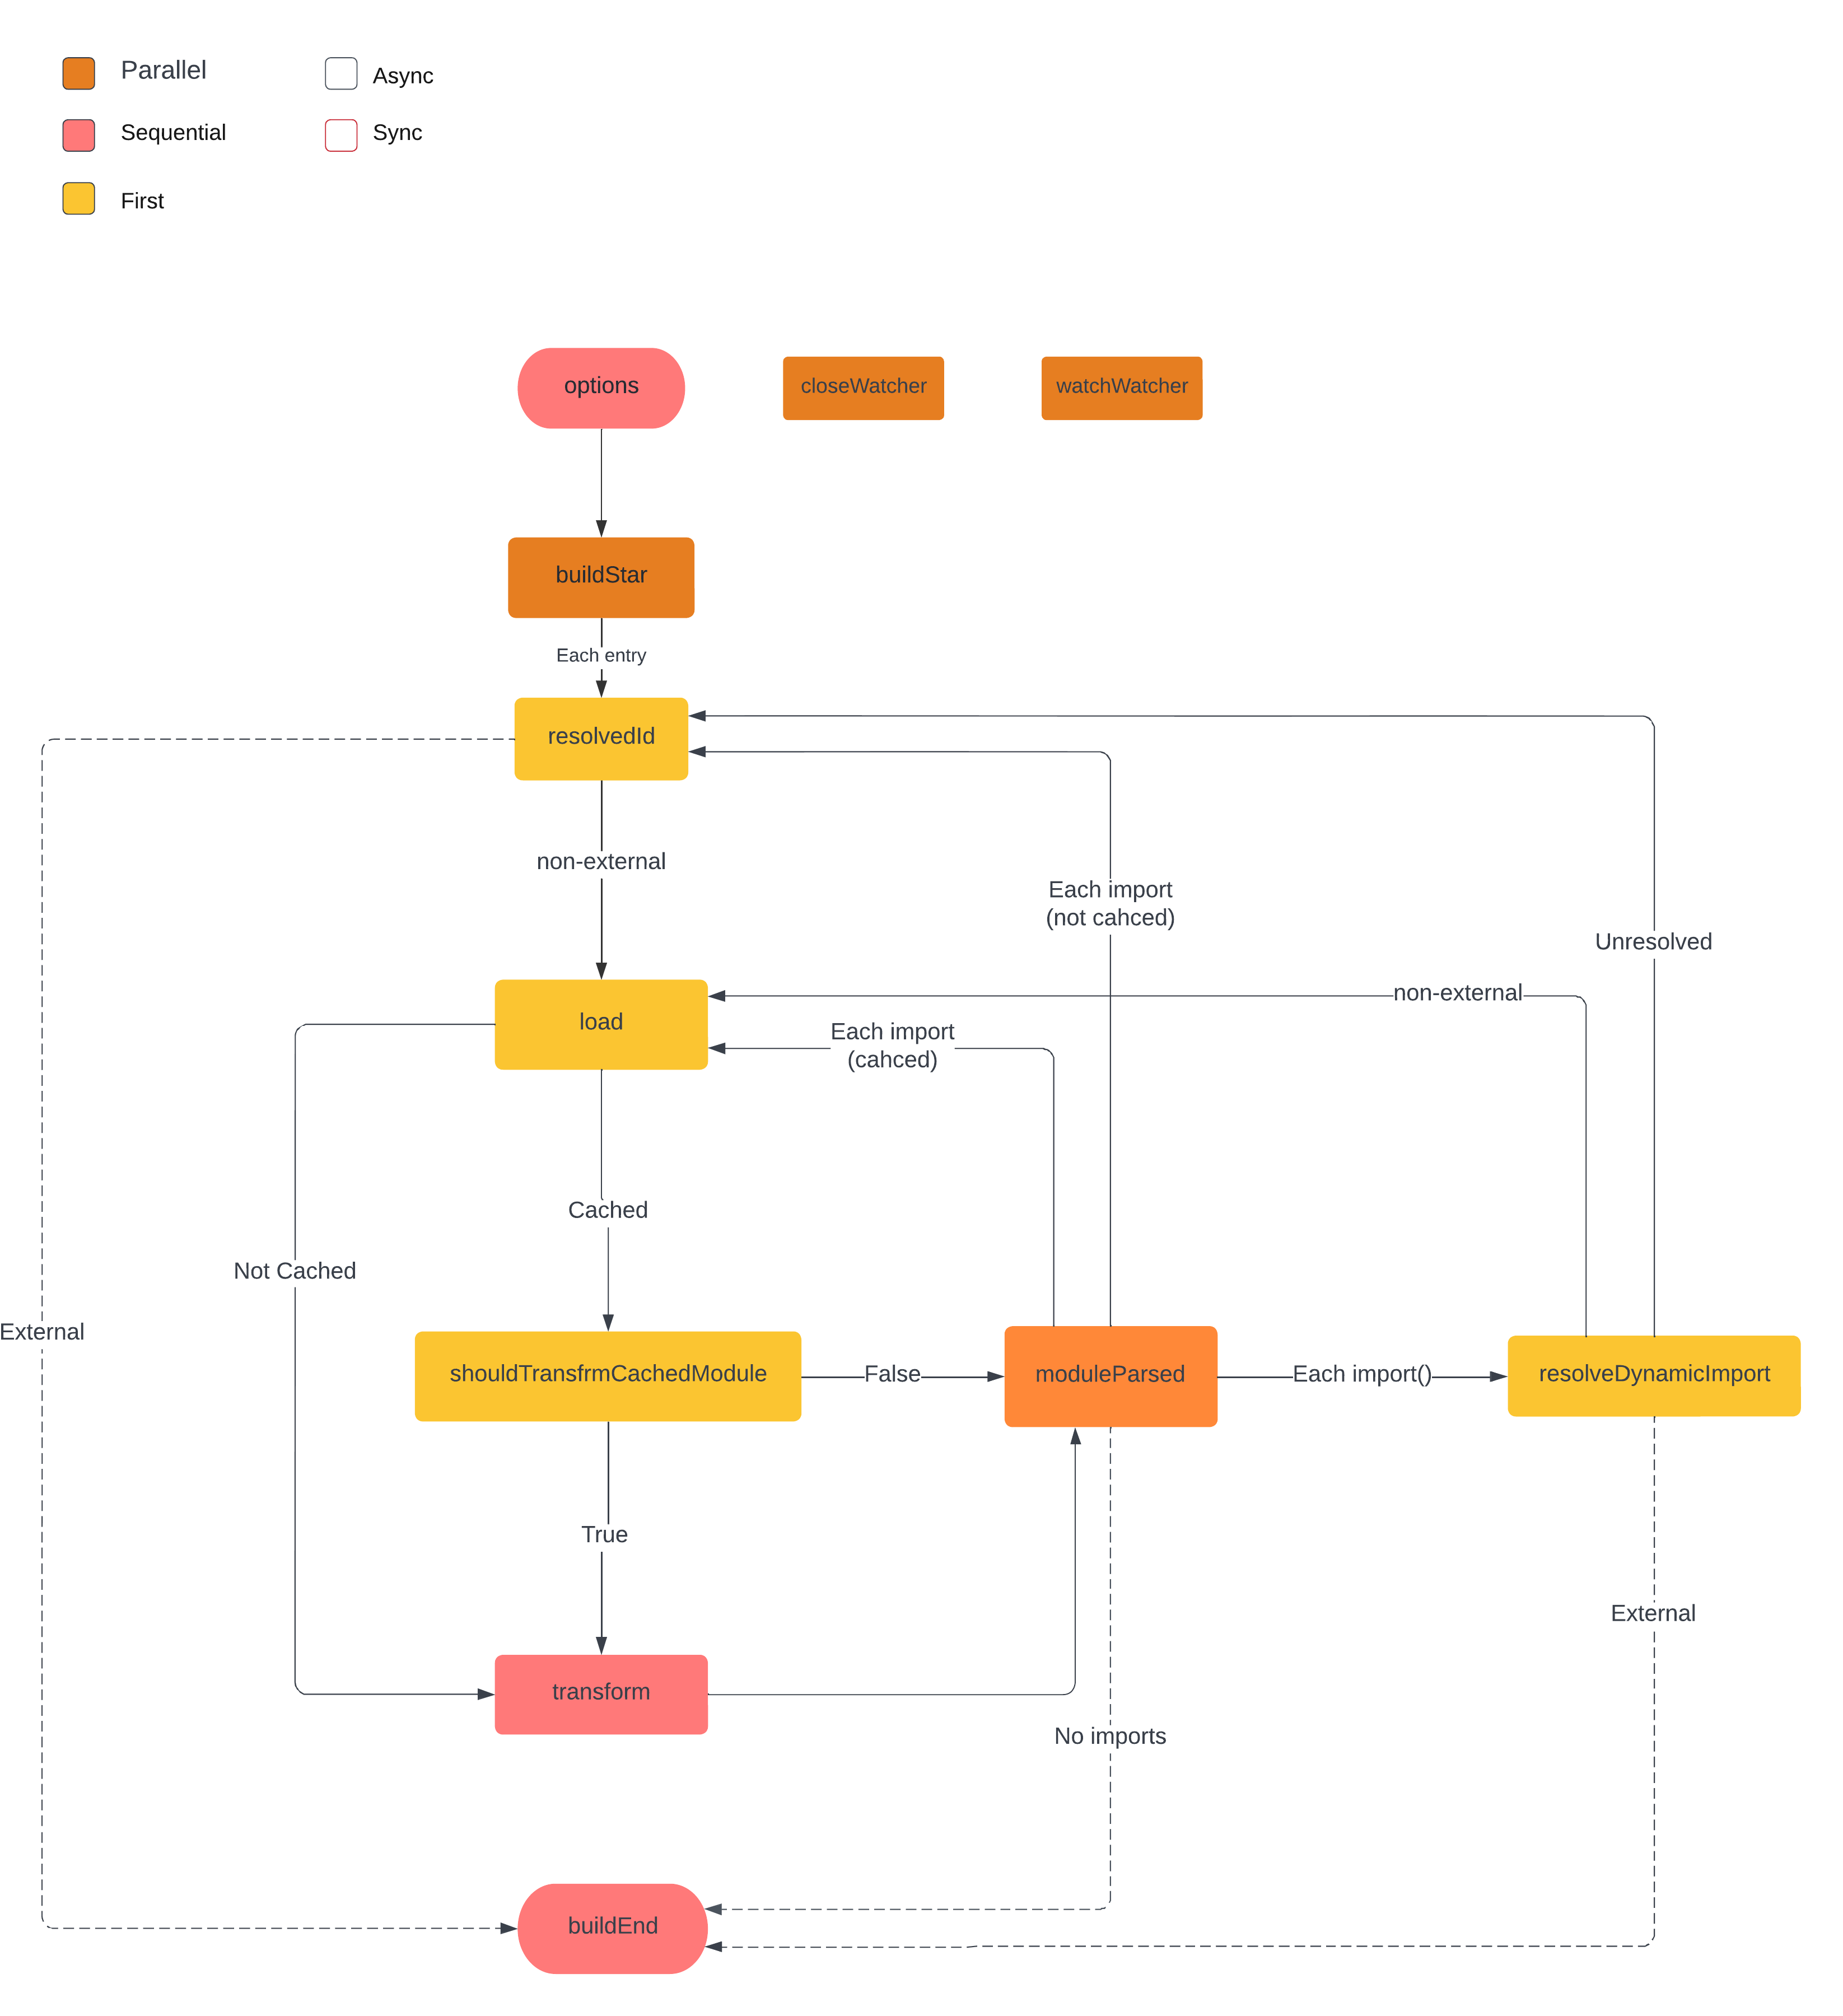 Parallel
Async
Sequential
Sync
First
options
closeWatcher
watchWatcher
buildStar
Each entry
resolvedId
non-external
Each import
(not cahced)
Unresolved
non-external
load
Each import
(cahced)
Cached
Not Cached
External
shouldTransfrmCachedModule
False
moduleParsed
Each import()
resolveDynamicImport
True
External
transform
No imports
buildEnd